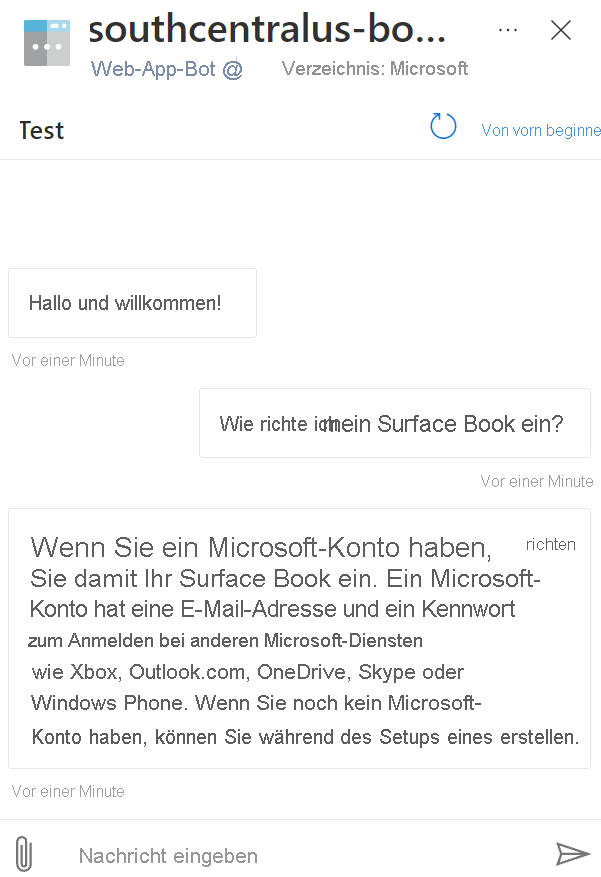 southcentralus-bo...
Web-App-Bot @ Verzeichnis: Microsoft
Test Von vorn beginne
Hallo und willkommen!
Vor einer Minute
Wie richte ich mein Surface Book ein?
Vor einer Minute
Wenn Sie ein Microsoft-Konto haben, richten
Sie damit Ihr Surface Book ein. Ein Microsoft-
Konto hat eine E-Mail-Adresse und ein Kennwort
zum Anmelden bei anderen Microsoft-Diensten
wie Xbox, Outlook.com, OneDrive, Skype oder
Windows Phone. Wenn Sie noch kein Microsoft-
Konto haben, können Sie während des Setups eines erstellen.
Vor einer Minute
Nachricht eingeben